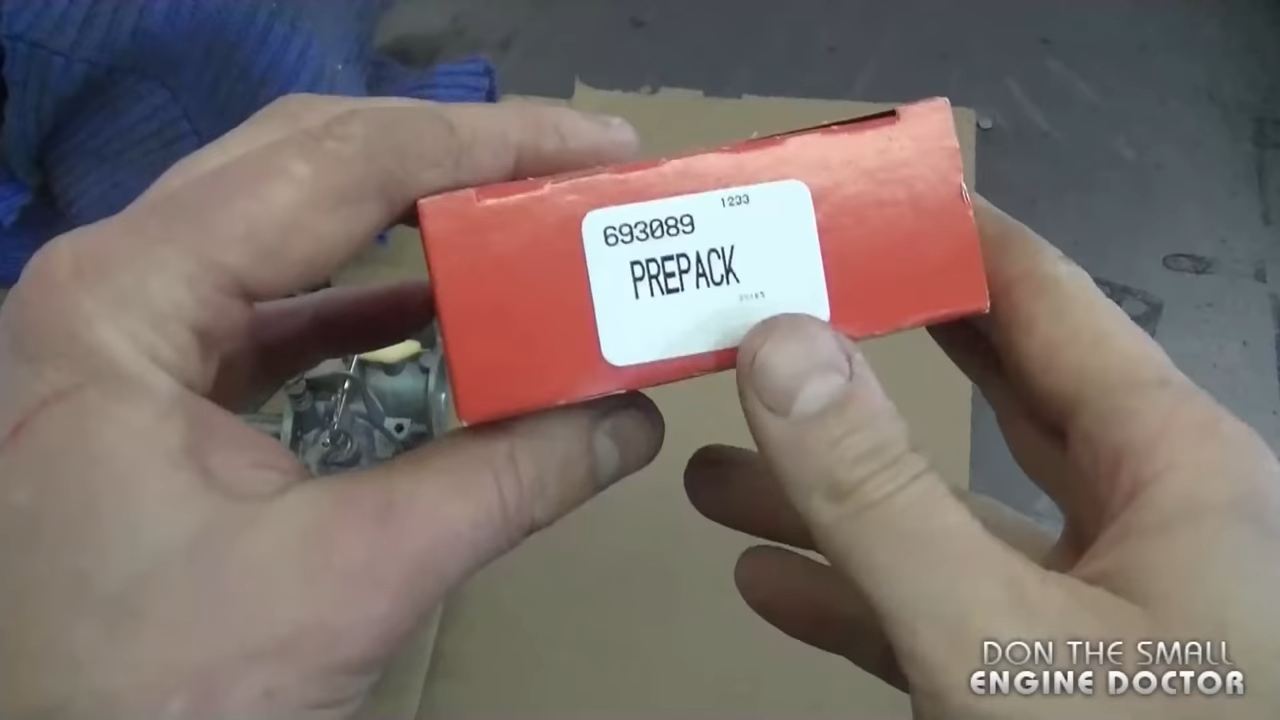 1233
693089
PREPACK
DON THE SMALL
ENGINE DOCTOR